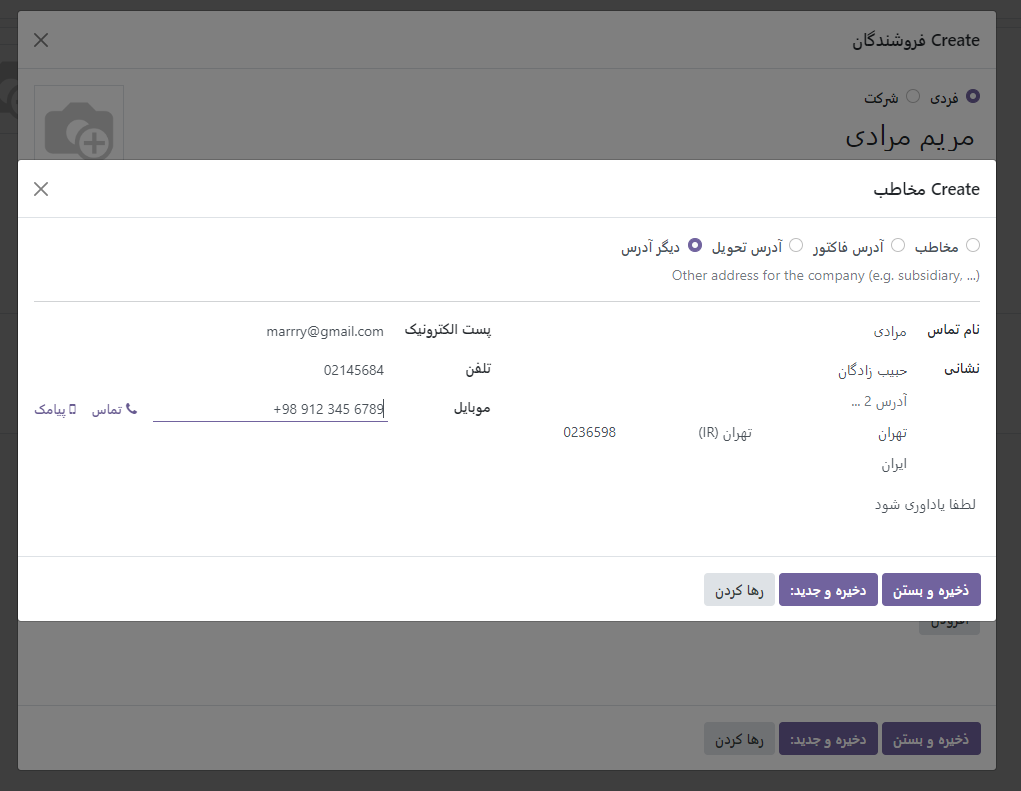 Create فروشندگان
فردی شرکت
مریم مرادی
Create مخاطب
مخاطب آدرس فاکتور آدرس تحویل دیگر آدرس
Other address for the company (e.g. subsidiary, ...)
نام تماس مرادی پست الکترونیک marrry@gmail.com
نشانی حبیب زادگان تلفن 02145684
آدرس 2 ...
موبایل +98 912 345 6789 تماس پیامک
تهران تهران (IR) 0236598
ایران
لطفا یاداوری شود
ذخیره و بستن دخیره و جدید: رها کردن
افزودن
ذخیره و بستن دخیره و جدید: رها کردن